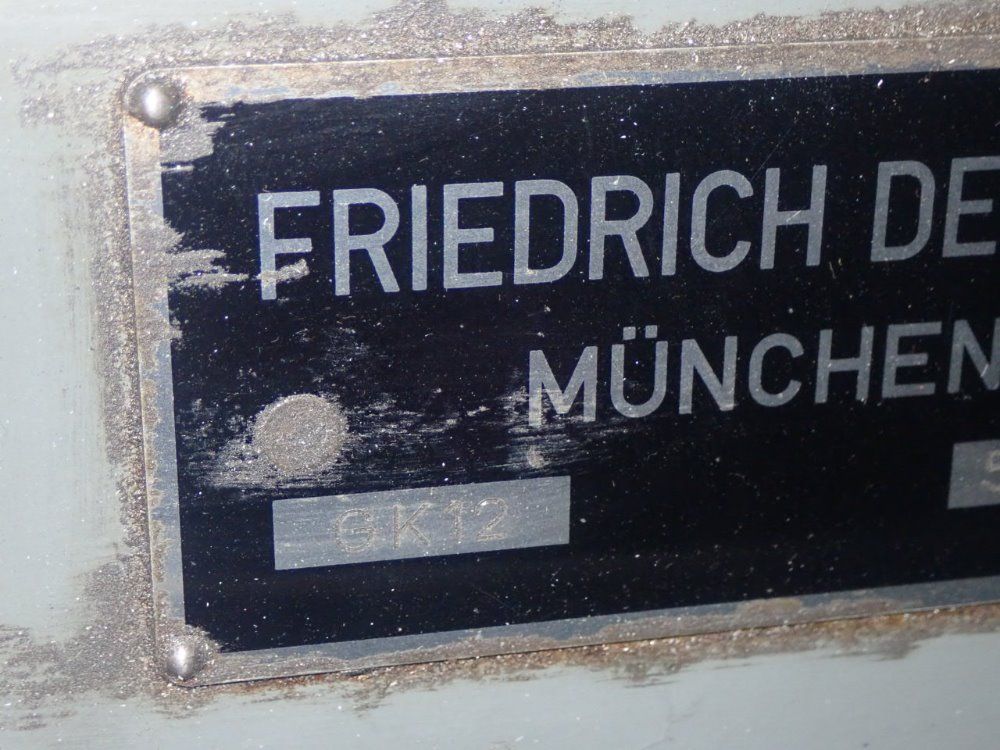 FRIEDRICH DE
MÜNCHEN
GK12